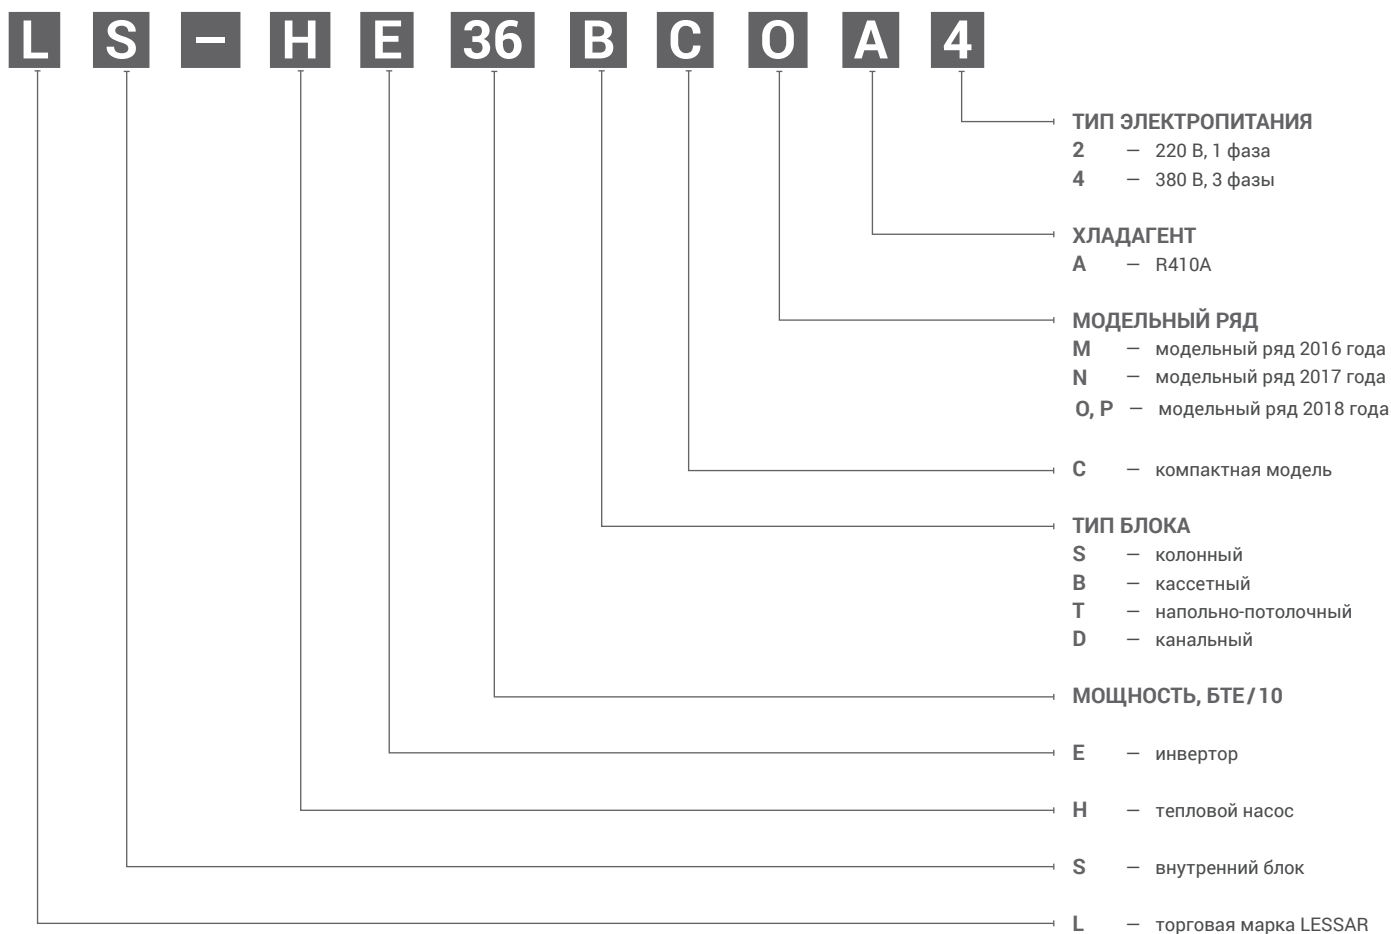 L S – H E 36 B C O A 4
ТИП ЭЛЕКТРОПИТАНИЯ
2 – 220 В, 1 фаза
4 – 380 В, 3 фазы
ХЛАДАГЕНТ
A – R410A
МОДЕЛЬНЫЙ РЯД
M – модельный ряд 2016 года
N – модельный ряд 2017 года
O, P – модельный ряд 2018 года
C – компактная модель
ТИП БЛОКА
S – колонный
B – кассетный
T – напольно-потолочный
D – канальный
МОЩНОСТЬ, БТЕ/10
E – инвертор
H – тепловой насос
S – внутренний блок
L – торговая марка LESSAR